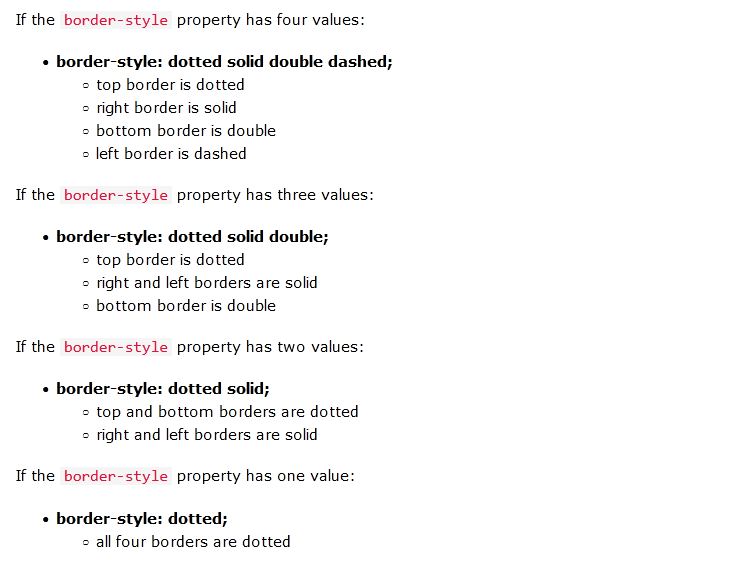 If the border-style property has four values:
• border-style: dotted solid double dashed;
○ top border is dotted
○ right border is solid
○ bottom border is double
○ left border is dashed
If the border-style property has three values:
• border-style: dotted solid double;
○ top border is dotted
○ right and left borders are solid
○ bottom border is double
If the border-style property has two values:
• border-style: dotted solid;
○ top and bottom borders are dotted
○ right and left borders are solid
If the border-style property has one value:
• border-style: dotted;
○ all four borders are dotted